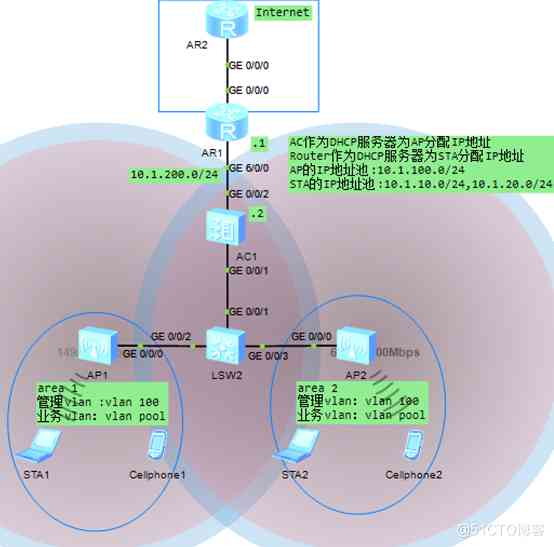 Internet
R
AR2
GE 0/0/0
GE 0/0/0
R
.1
AR1
AC作为DHCP服务器为AP分配IP地址
Router作为DHCP服务器为STA分配IP地址
AP的IP地址池:10.1.100.0/24
STA的IP地址池:10.1.10.0/24,10.1.20.0/24
10.1.200.0/24
GE 6/0/0
GE 0/0/2
.2
AC1
GE 0/0/1
GE 0/0/1
GE 0/0/2
GE 0/0/0
GE 0/0/0
GE 0/0/3
00Mbps
AP1
LSW2
AP2
area 1
管理vlan :vlan 100
业务vlan: vlan pool
area 2
管理vlan: vlan 100
业务vlan: vlan pool
STA1
Cellphone1
STA2
Cellphone2
@51CTO博客